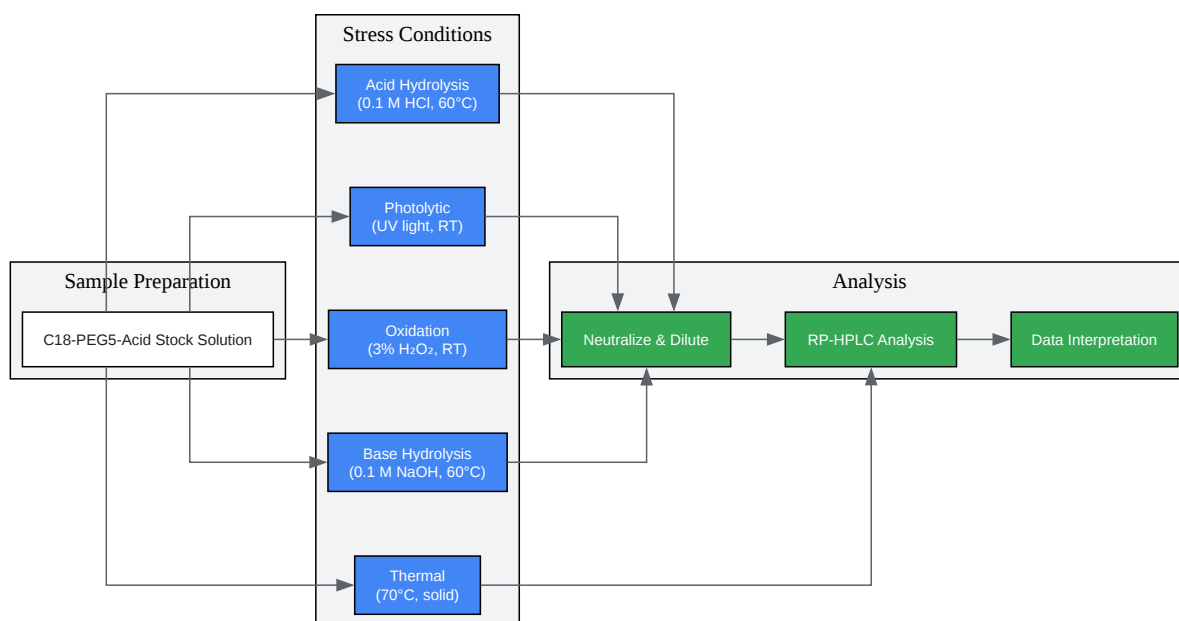 Stress Conditions
Acid Hydrolysis
(0.1 M HCl, 60°C)
Photolytic
(UV light, RT)
Sample Preparation
C18-PEG5-Acid Stock Solution
Oxidation
(3% H₂O₂, RT)
Analysis
Neutralize & Dilute
RP-HPLC Analysis
Data Interpretation
Base Hydrolysis
(0.1 M NaOH, 60°C)
Thermal
(70°C, solid)